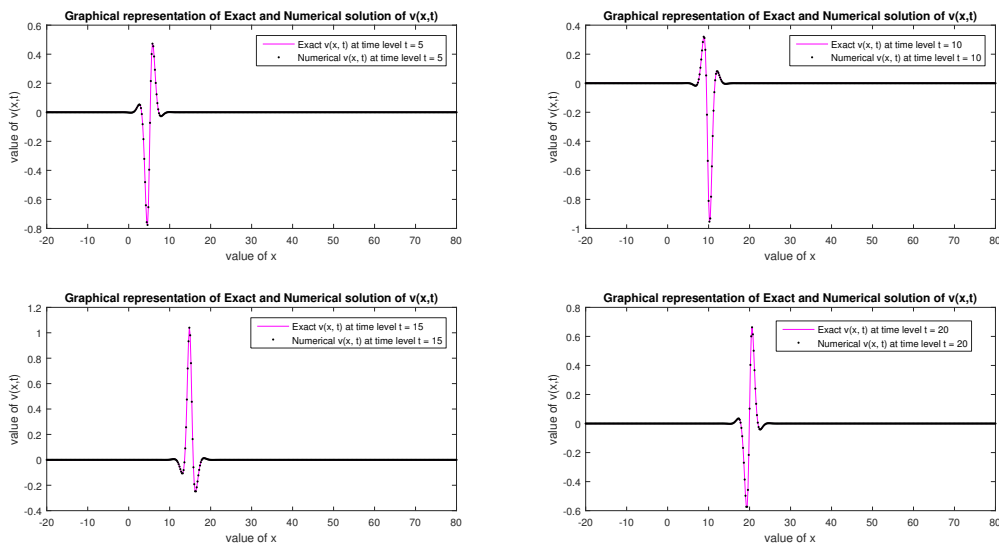 Graphical representation of Exact and Numerical solution of v(x,t)
0.6
0.4
0.2
0
-0.2
-0.4
-0.6
-0.8
value of v(x,t)
Exact v(x, t) at time level t = 5
Numerical v(x, t) at time level t = 5
-20 -10 0 10 20 30 40 50 60 70 80
value of x
Graphical representation of Exact and Numerical solution of v(x,t)
0.4
0.2
0
-0.2
-0.4
-0.6
-0.8
-1
value of v(x,t)
Exact v(x, t) at time level t = 10
Numerical v(x, t) at time level t = 10
-20 -10 0 10 20 30 40 50 60 70 80
value of x
Graphical representation of Exact and Numerical solution of v(x,t)
1.2
1
0.8
0.6
0.4
0.2
0
-0.2
-0.4
value of v(x,t)
Exact v(x, t) at time level t = 15
Numerical v(x, t) at time level t = 15
-20 -10 0 10 20 30 40 50 60 70 80
value of x
Graphical representation of Exact and Numerical solution of v(x,t)
0.8
0.6
0.4
0.2
0
-0.2
-0.4
-0.6
value of v(x,t)
Exact v(x, t) at time level t = 20
Numerical v(x, t) at time level t = 20
-20 -10 0 10 20 30 40 50 60 70 80
value of x